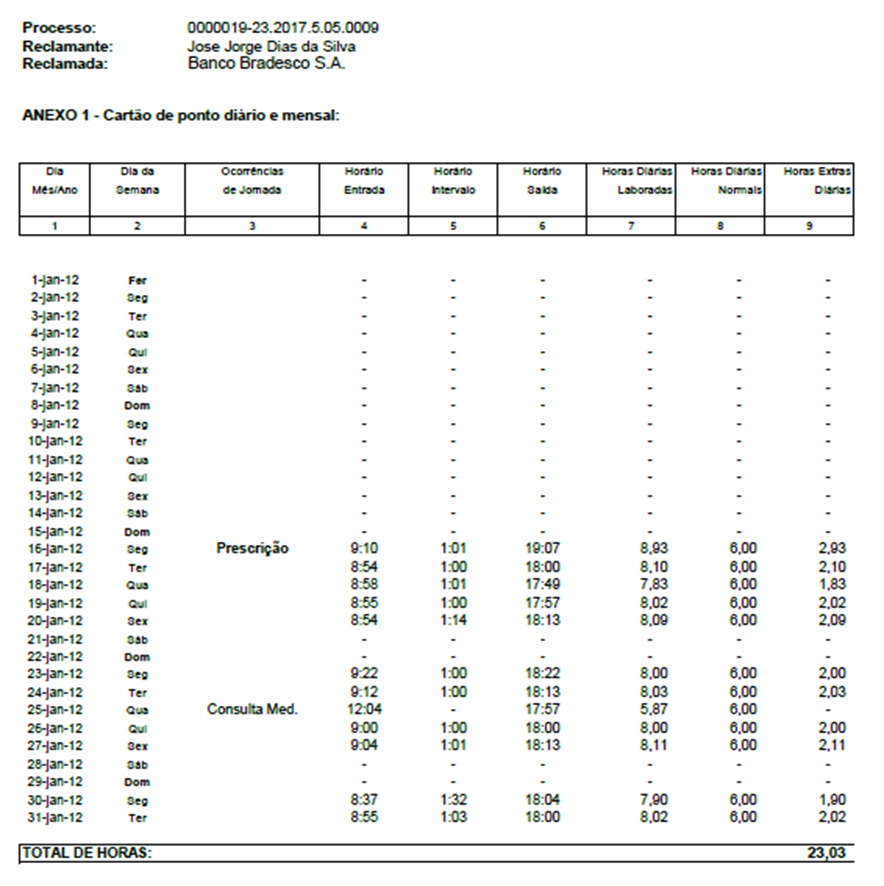 Processo: 0000019-23.2017.5.05.0009
Reclamante: Jose Jorge Dias da Silva
Reclamada: Banco Bradesco S.A.
ANEXO 1 - Cartão de ponto diário e mensal:
Dia Dia da Ocorrências Horário Horário Horário Horas Diárias Horas Diárias Horas Extras
Mês/Ano Semana de Jornada Entrada Intervalo Saída Laboradas Normais Diárias
1 2 3 4 5 6 7 8 9
1-jan-12 Fer - - - - - -
2-jan-12 Seg - - - - - -
3-jan-12 Ter - - - - - -
4-jan-12 Qua - - - - - -
5-jan-12 Qui - - - - - -
6-jan-12 Sex - - - - - -
7-jan-12 Sáb - - - - - -
8-jan-12 Dom - - - - - -
9-jan-12 Seg - - - - - -
10-jan-12 Ter - - - - - -
11-jan-12 Qua - - - - - -
12-jan-12 Qui - - - - - -
13-jan-12 Sex - - - - - -
14-jan-12 Sáb - - - - - -
15-jan-12 Dom - - - - - -
16-jan-12 Seg Prescrição 9:10 1:01 19:07 8,93 6,00 2,93
17-jan-12 Ter 8:54 1:00 18:00 8,10 6,00 2,10
18-jan-12 Qua 8:58 1:01 17:49 7,83 6,00 1,83
19-jan-12 Qui 8:55 1:00 17:57 8,02 6,00 2,02
20-jan-12 Sex 8:54 1:14 18:13 8,09 6,00 2,09
21-jan-12 Sáb - - - - - -
22-jan-12 Dom - - - - - -
23-jan-12 Seg 9:22 1:00 18:22 8,00 6,00 2,00
24-jan-12 Ter 9:12 1:00 18:13 8,03 6,00 2,03
25-jan-12 Qua Consulta Med. 12:04 - 17:57 5,87 6,00 -
26-jan-12 Qui 9:00 1:00 18:00 8,00 6,00 2,00
27-jan-12 Sex 9:04 1:01 18:13 8,11 6,00 2,11
28-jan-12 Sáb - - - - - -
29-jan-12 Dom - - - - - -
30-jan-12 Seg 8:37 1:32 18:04 7,90 6,00 1,90
31-jan-12 Ter 8:55 1:03 18:00 8,02 6,00 2,02
TOTAL DE HORAS: 23,03